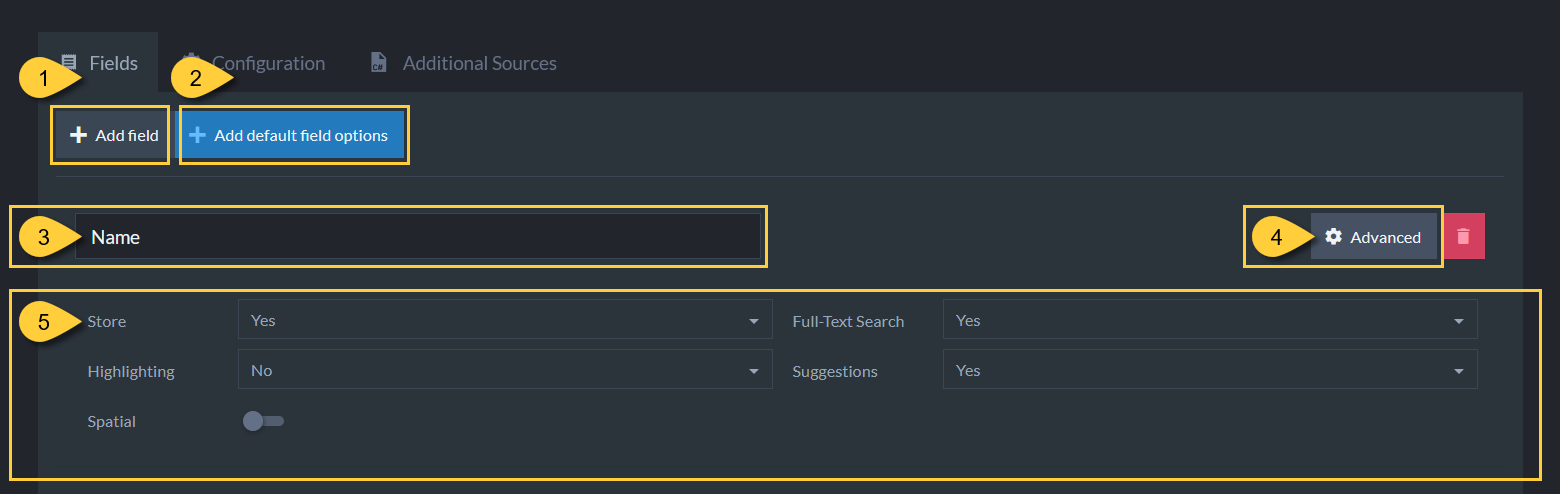 Fields Configuration C# Additional Sources
1 2
Add field Add default field options
3 Name 4 Advanced
5 Store Yes Full-Text Search Yes
Highlighting No Suggestions Yes
Spatial